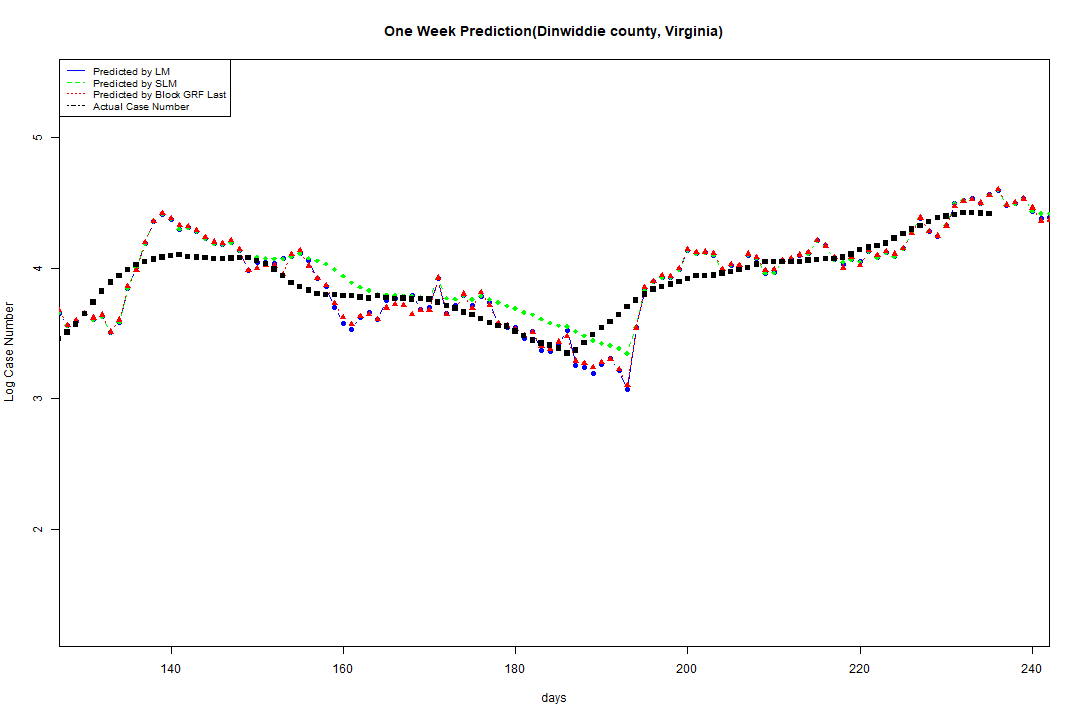 One Week Prediction(Dinwiddie county, Virginia)
Predicted by LM
Predicted by SLM
Predicted by Block GRF Last
Actual Case Number
5
4
3
2
Log Case Number
140 160 180 200 220 240
days